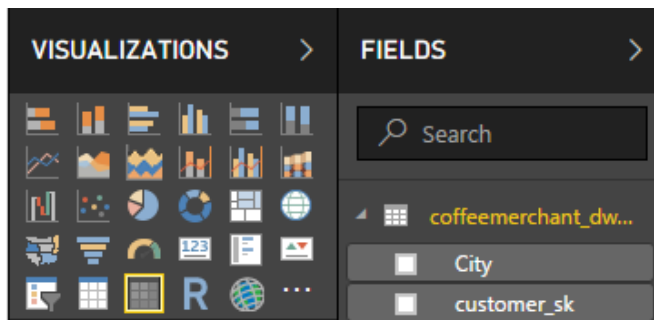 VISUALIZATIONS
FIELDS
Search
123
R
coffeemerchant_dw...
City
customer_sk